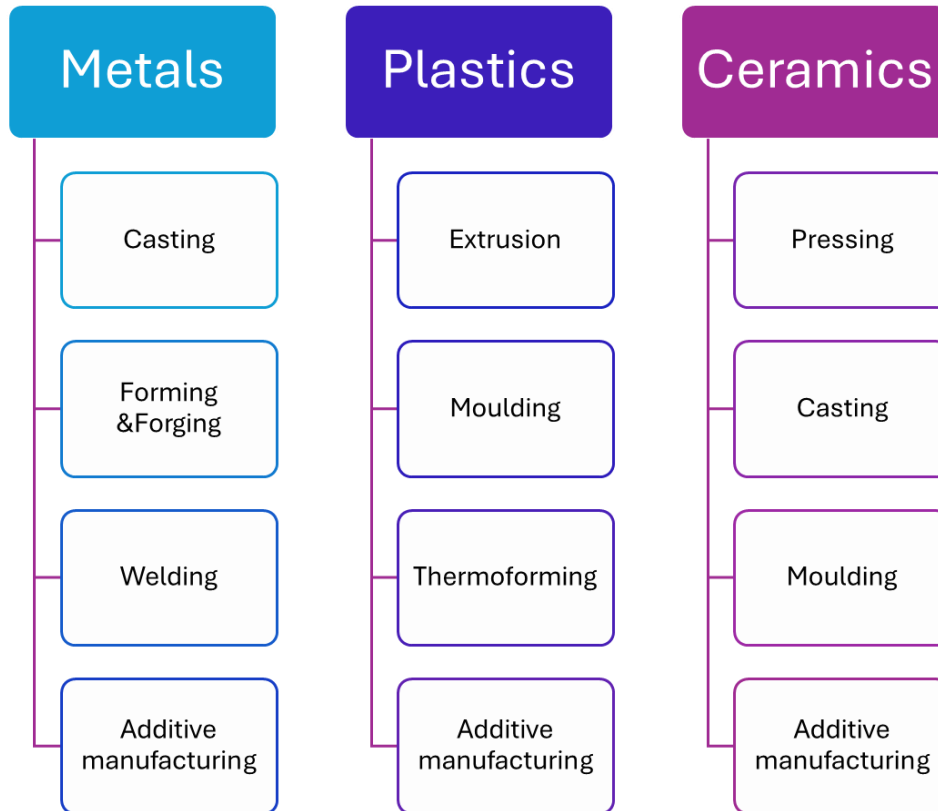 Metals
Casting
Forming
&Forging
Welding
Additive
manufacturing
Plastics
Extrusion
Moulding
Thermoforming
Additive
manufacturing
Ceramics
Pressing
Casting
Moulding
Additive
manufacturing